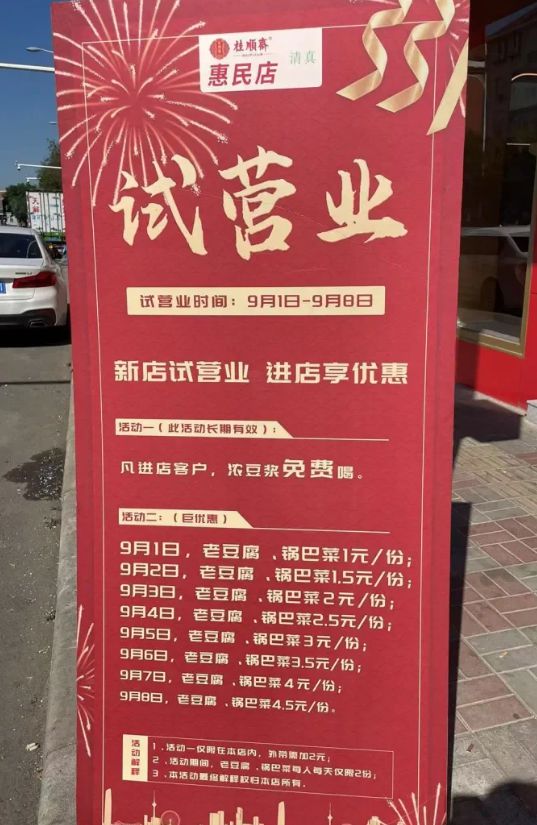 桂順斋®
惠民店 清真
试营业
试营业时间：9月1日-9月8日
新店试营业 进店享优惠
活动一（此活动长期有效）：
凡进店客户，浓豆浆免费喝。
活动二：（巨优惠）
9月1日，老豆腐、锅巴菜1元/份；
9月2日，老豆腐、锅巴菜1.5元/份；
9月3日，老豆腐、锅巴菜2元/份；
9月4日，老豆腐、锅巴菜2.5元/份；
9月5日，老豆腐、锅巴菜3元/份；
9月6日，老豆腐、锅巴菜3.5元/份；
9月7日，老豆腐、锅巴菜4元/份；
9月8日，老豆腐、锅巴菜4.5元/份。
活动解释
1．活动一仅限在本店内，外带需加2元；
2．活动期间，老豆腐、锅巴菜每人每天仅限2份；
3．本活动最终解释权归本店所有．